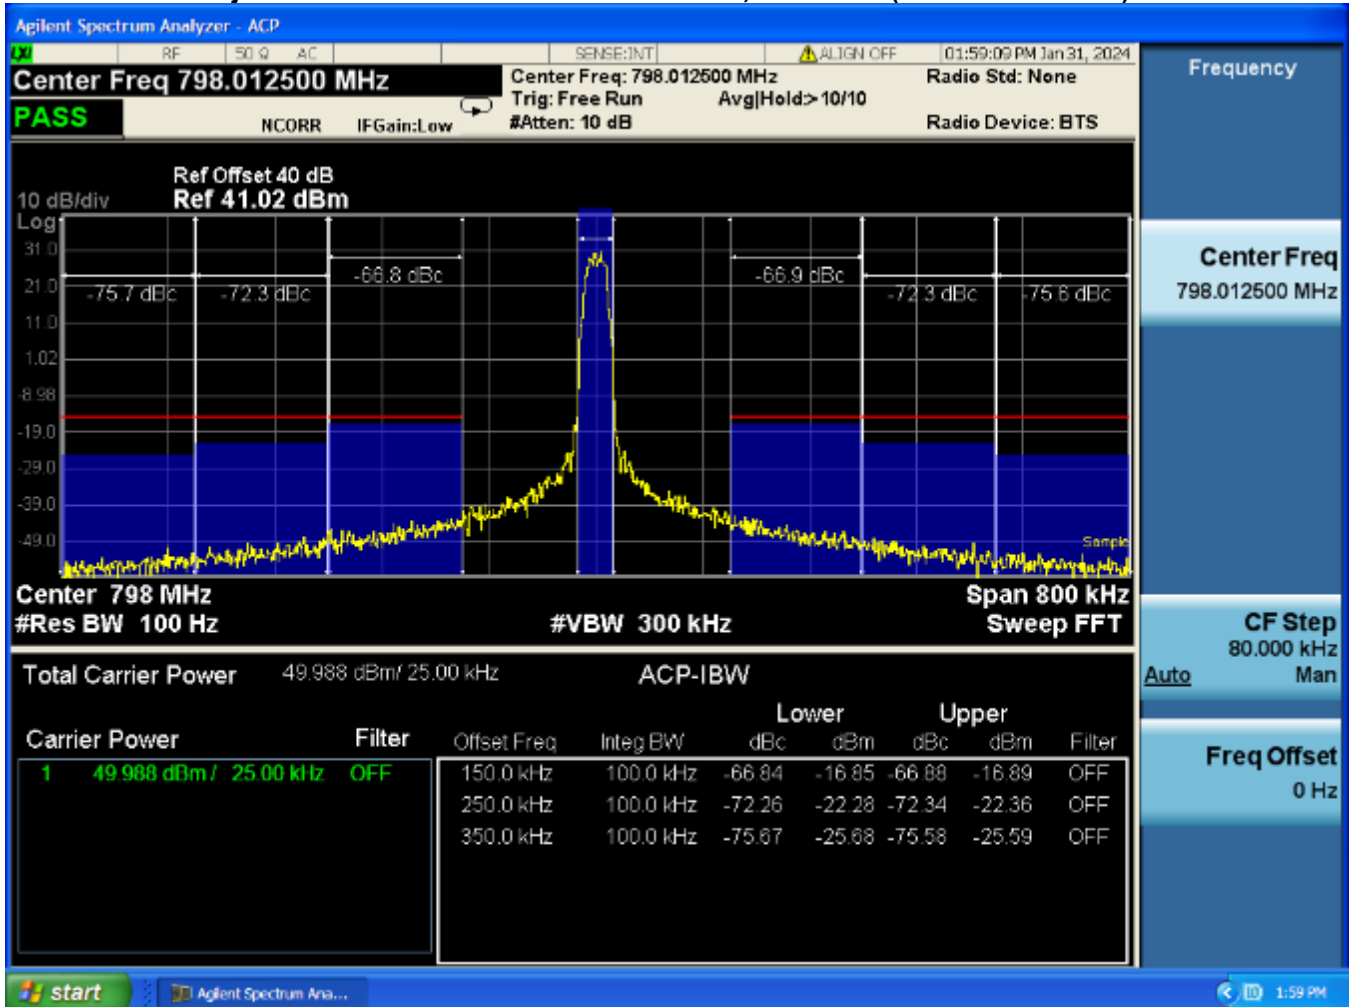 Agilent Spectrum Analyzer - ACP
LXI RF 50 Ω AC SENSE:INT ALIGN OFF 01:59:09 PM Jan 31, 2024
Center Freq 798.012500 MHz
Center Freq: 798.012500 MHz Radio Std: None
Trig: Free Run Avg|Hold:>10/10
PASS NCORR IFGain:Low #Atten: 10 dB Radio Device: BTS
Ref Offset 40 dB
10 dB/div Ref 41.02 dBm
Log
31.0
21.0
11.0
1.02
-8.98
-19.0
-29.0
-39.0
-49.0
-75.7 dBc -72.3 dBc -66.8 dBc -66.9 dBc -72.3 dBc -75.6 dBc
Sample
Center 798 MHz Span 800 kHz
#Res BW 100 Hz #VBW 300 kHz Sweep FFT
Total Carrier Power 49.988 dBm/ 25.00 kHz ACP-IBW
Lower Upper
Carrier Power Filter Offset Freq Integ BW dBc dBm dBc dBm Filter
1 49.988 dBm / 25.00 kHz OFF 150.0 kHz 100.0 kHz -66.84 -16.85 -66.88 -16.89 OFF
250.0 kHz 100.0 kHz -72.26 -22.28 -72.34 -22.36 OFF
350.0 kHz 100.0 kHz -75.67 -25.68 -75.58 -25.59 OFF
Frequency
Center Freq
798.012500 MHz
CF Step
80.000 kHz
Auto Man
Freq Offset
0 Hz
start Agilent Spectrum Ana... 1:59 PM